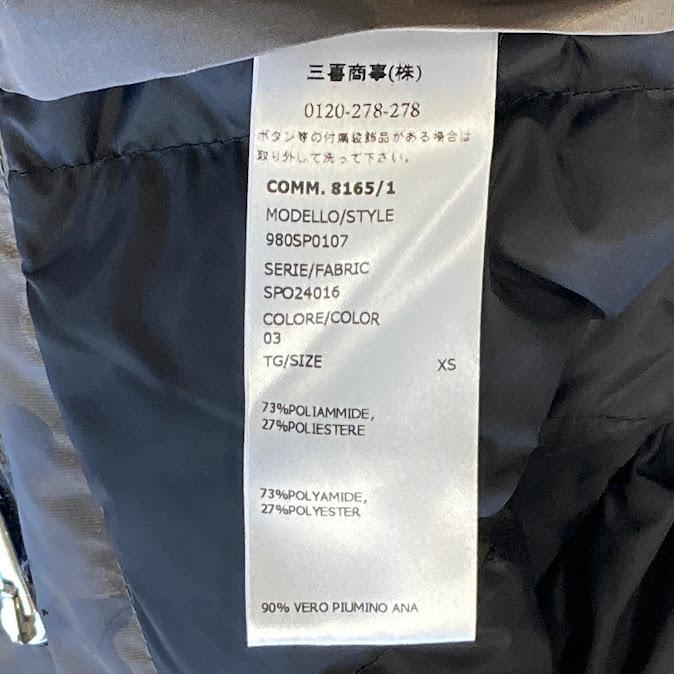 三喜商事(株)
0120-278-278
ボタン等の付属装飾品がある場合は
取り外して洗って下さい。
COMM. 8165/1
MODELLO/STYLE
980SP0107
SERIE/FABRIC
SPO24016
COLORE/COLOR
03
TG/SIZE XS
73%POLIAMMIDE,
27%POLIESTERE
73%POLYAMIDE,
27%POLYESTER
90% VERO PIUMINO ANA